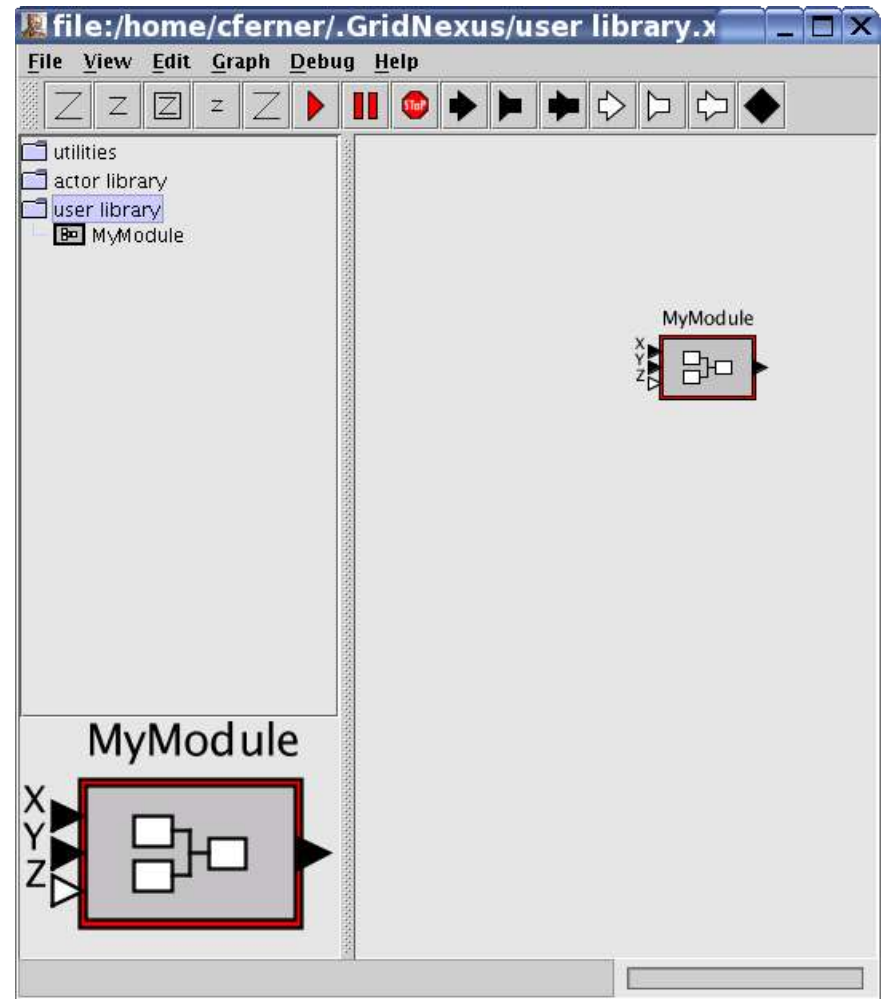 file:/home/cferner/.GridNexus/user library.x
File View Edit Graph Debug Help
Z Z Z Z Z STOP
utilities
actor library
user library
MyModule
MyModule
X
Y
Z
MyModule
X
Y
Z